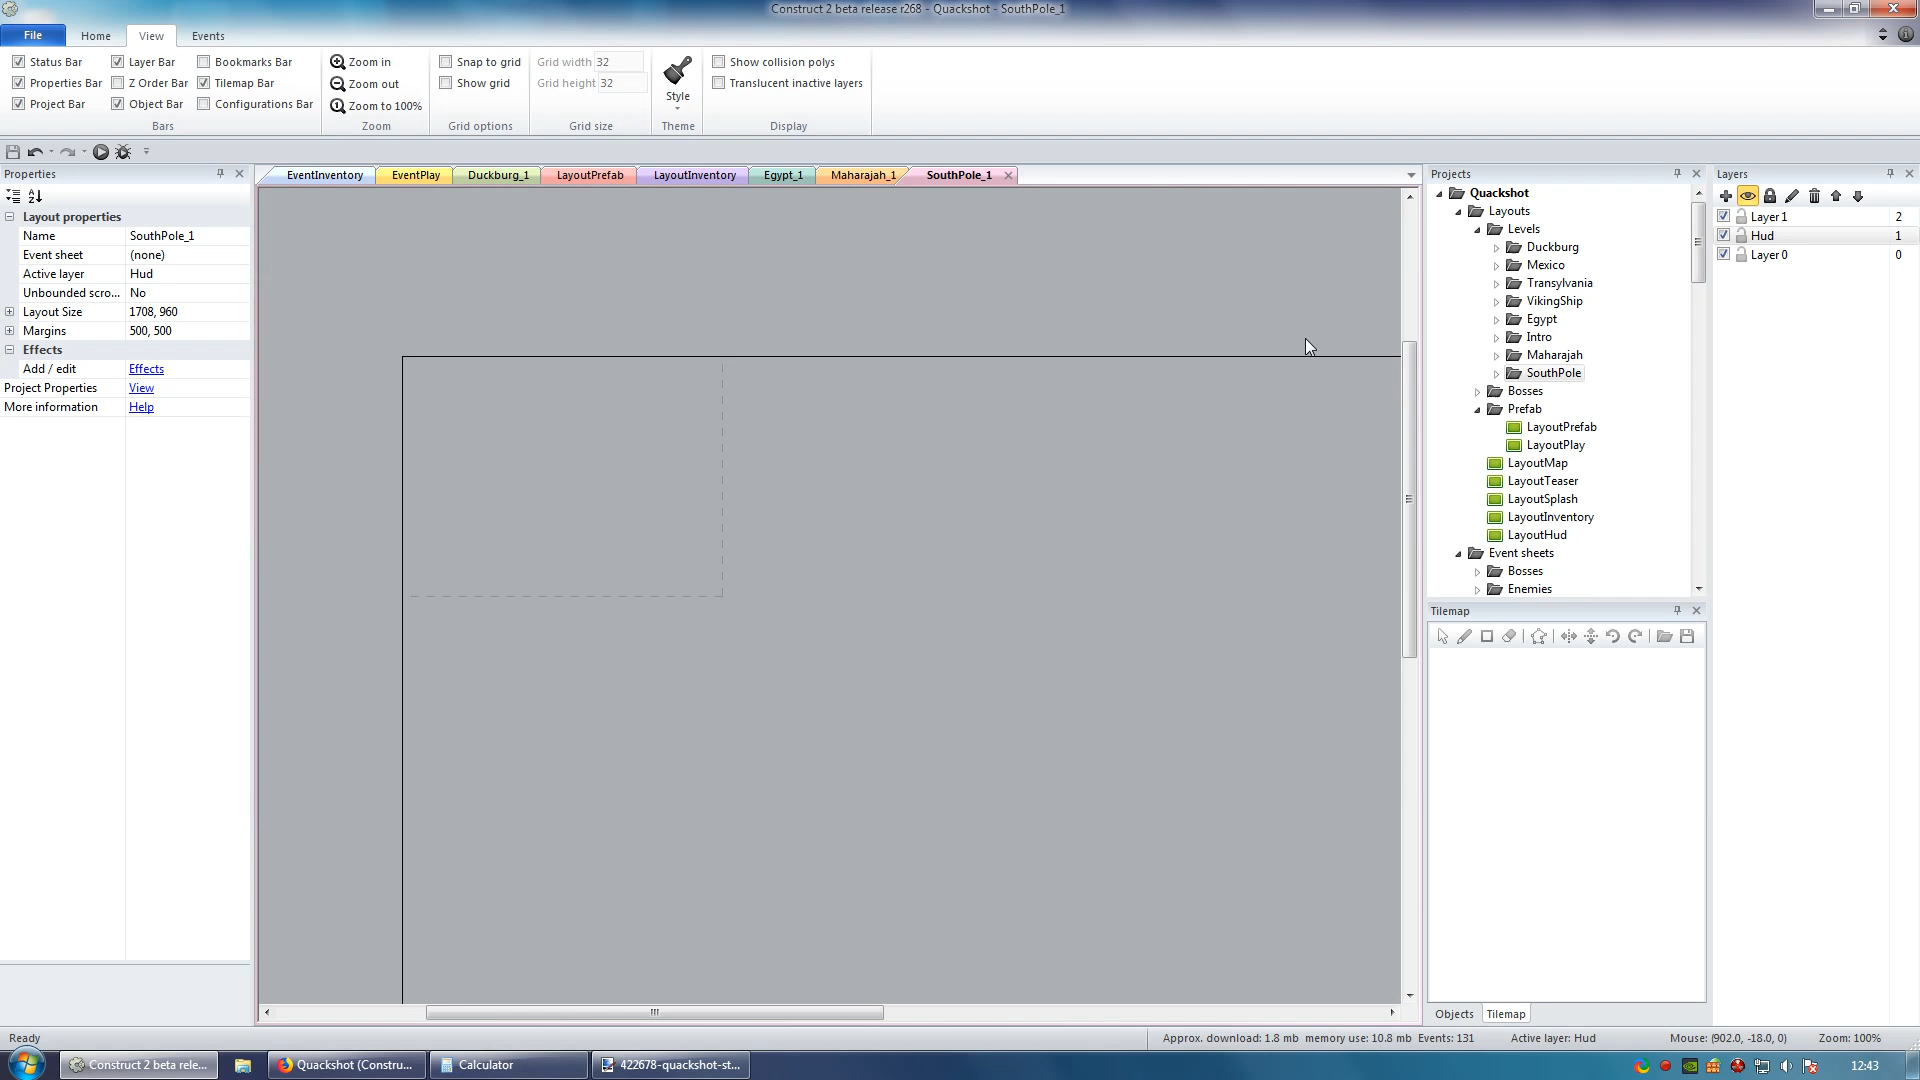 Construct 2 beta release r268 - Quackshot - SouthPole_1
File Home View Events
Status Bar Layer Bar Bookmarks Bar Zoom in Snap to grid Grid width 32 Show collision polys
Properties Bar Z Order Bar Tilemap Bar Zoom out Show grid Grid height 32 Translucent inactive layers
Project Bar Object Bar Configurations Bar Zoom to 100% Style
Bars Zoom Grid options Grid size Theme Display
Properties
EventInventory EventPlay Duckburg_1 LayoutPrefab LayoutInventory Egypt_1 Maharajah_1 SouthPole_1
Layout properties
Name SouthPole_1
Event sheet (none)
Active layer Hud
Unbounded scro... No
Layout Size 1708, 960
Margins 500, 500
Effects
Add / edit Effects
Project Properties View
More information Help
Projects
Quackshot
Layouts
Levels
Duckburg
Mexico
Transylvania
VikingShip
Egypt
Intro
Maharajah
SouthPole
Bosses
Prefab
LayoutPrefab
LayoutPlay
LayoutMap
LayoutTeaser
LayoutSplash
LayoutInventory
LayoutHud
Event sheets
Bosses
Enemies
Layers
Layer 1 2
Hud 1
Layer 0 0
Tilemap
Objects Tilemap
Ready Approx. download: 1.8 mb memory use: 10.8 mb Events: 131 Active layer: Hud Mouse: (902.0, -18.0, 0) Zoom: 100%
Construct 2 beta rele... Quackshot (Constru... Calculator 422678-quackshot-st... 12:43